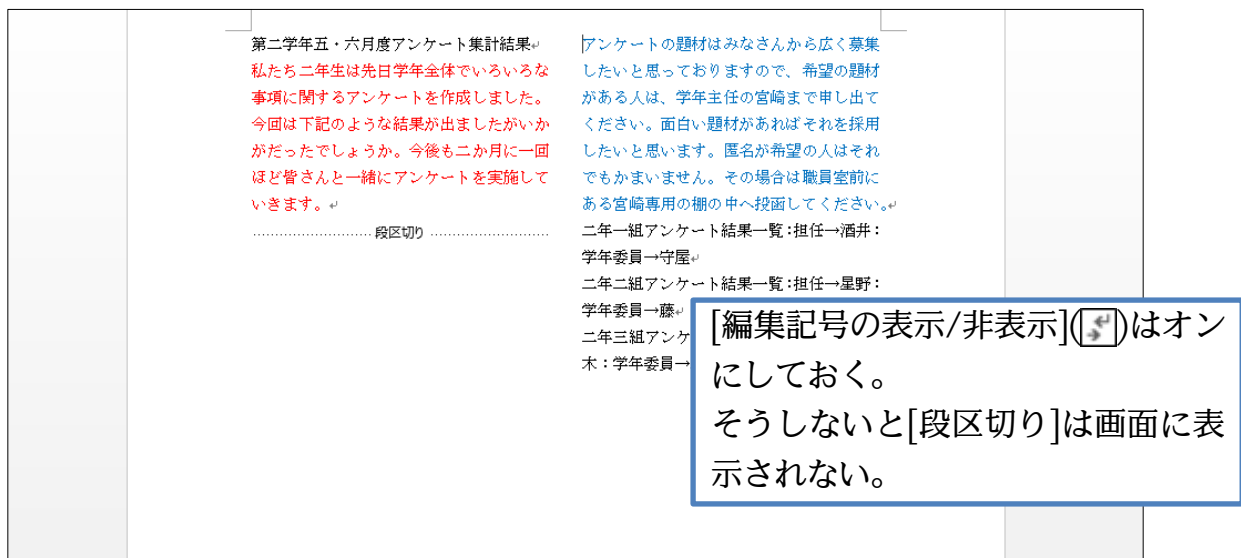 第二学年五・六月度アンケート集計結果
私たち二年生は先日学年全体でいろいろな
事項に関するアンケートを作成しました。
今回は下記のような結果が出ましたがいか
がだったでしょうか。今後も二か月に一回
ほど皆さんと一緒にアンケートを実施して
いきます。
段区切り
アンケートの題材はみなさんから広く募集
したいと思っておりますので、希望の題材
がある人は、学年主任の宮崎まで申し出て
ください。面白い題材があればそれを採用
したいと思います。匿名が希望の人はそれ
でもかまいません。その場合は職員室前に
ある宮崎専用の棚の中へ投函してください。
二年一組アンケート結果一覧:担任→酒井:
学年委員→守屋
二年二組アンケート結果一覧:担任→星野:
学年委員→藤
二年三組アンケ
木:学年委員→
[編集記号の表示/非表示]()はオン
にしておく。
そうしないと[段区切り]は画面に表
示されない。